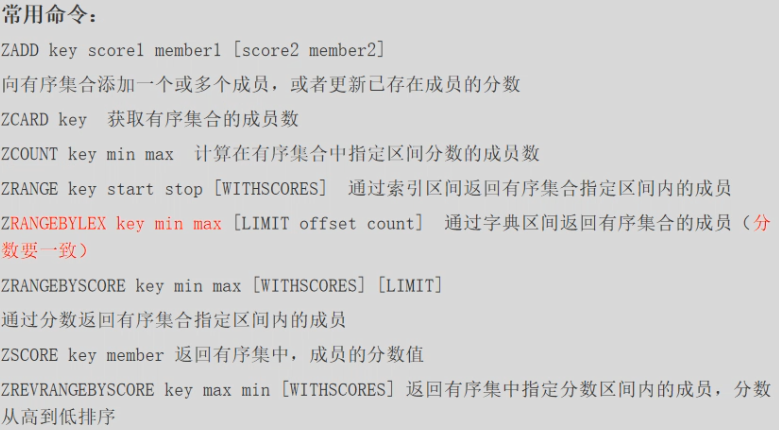 常用命令：
ZADD key score1 member1 [score2 member2]
向有序集合添加一个或多个成员，或者更新已存在成员的分数
ZCARD key 获取有序集合的成员数
ZCOUNT key min max 计算在有序集合中指定区间分数的成员数
ZRANGE key start stop [WITHSCORES] 通过索引区间返回有序集合指定区间内的成员
ZRANGEBYLEX key min max [LIMIT offset count] 通过字典区间返回有序集合的成员（分
数要一致）
ZRANGEBYSCORE key min max [WITHSCORES] [LIMIT]
通过分数返回有序集合指定区间内的成员
ZSCORE key member 返回有序集中，成员的分数值
ZREVRANGEBYSCORE key max min [WITHSCORES] 返回有序集中指定分数区间内的成员，分数
从高到低排序